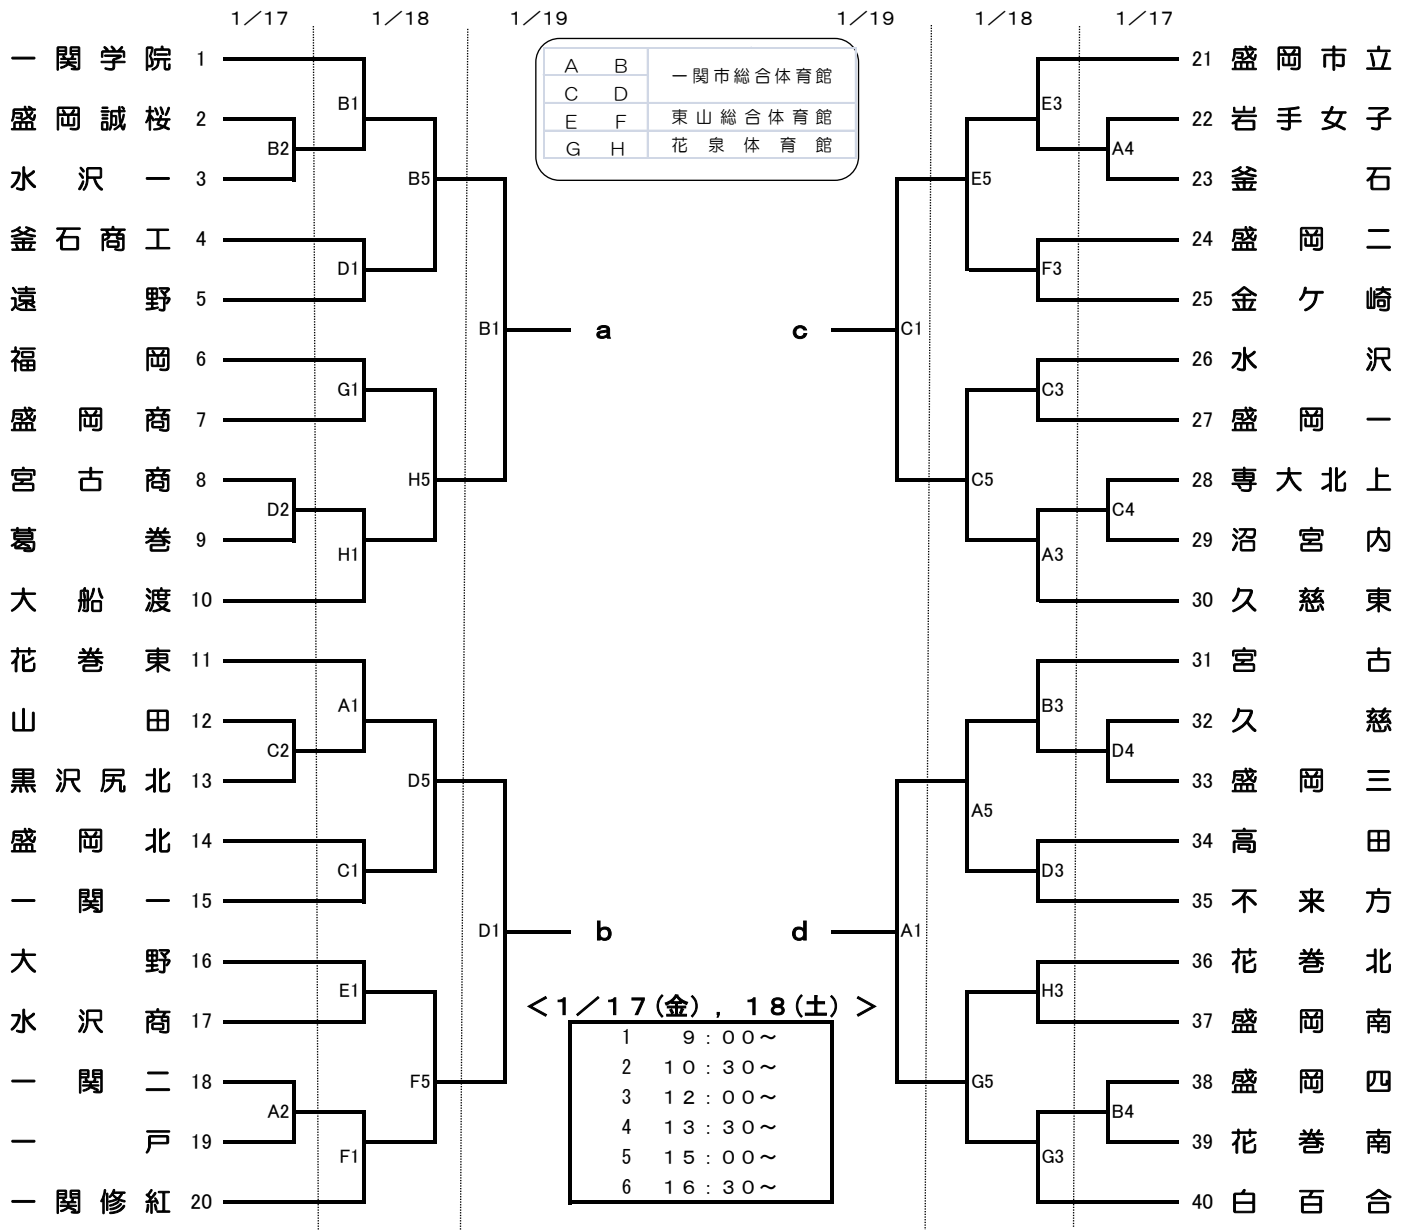 1／17 1／18 1／19 1／19 1／18 1／17
A B 一関市総合体育館
C D
E F 東山総合体育館
G H 花泉体育館
一関学院 1
盛岡誠桜 2
水沢一 3
釜石商工 4
遠野 5
福岡 6
盛岡商 7
宮古商 8
葛巻 9
大船渡 10
花巻東 11
山田 12
黒沢尻北 13
盛岡北 14
一関一 15
大野 16
水沢商 17
一関二 18
一戸 19
一関修紅 20
B1
B2
B5
D1
B1
G1
H5
D2
H1
A1
C2
D5
C1
D1
E1
F5
A2
F1
a
b
c
d
＜1／17(金)，18(土)＞
1 9：00～
2 10：30～
3 12：00～
4 13：30～
5 15：00～
6 16：30～
E3
A4
E5
F3
C1
C3
C5
C4
A3
B3
D4
A5
D3
A1
H3
G5
B4
G3
21 盛岡市立
22 岩手女子
23 釜石
24 盛岡二
25 金ケ崎
26 水沢
27 盛岡一
28 専大北上
29 沼宮内
30 久慈東
31 宮古
32 久慈
33 盛岡三
34 高田
35 不来方
36 花巻北
37 盛岡南
38 盛岡四
39 花巻南
40 白百合